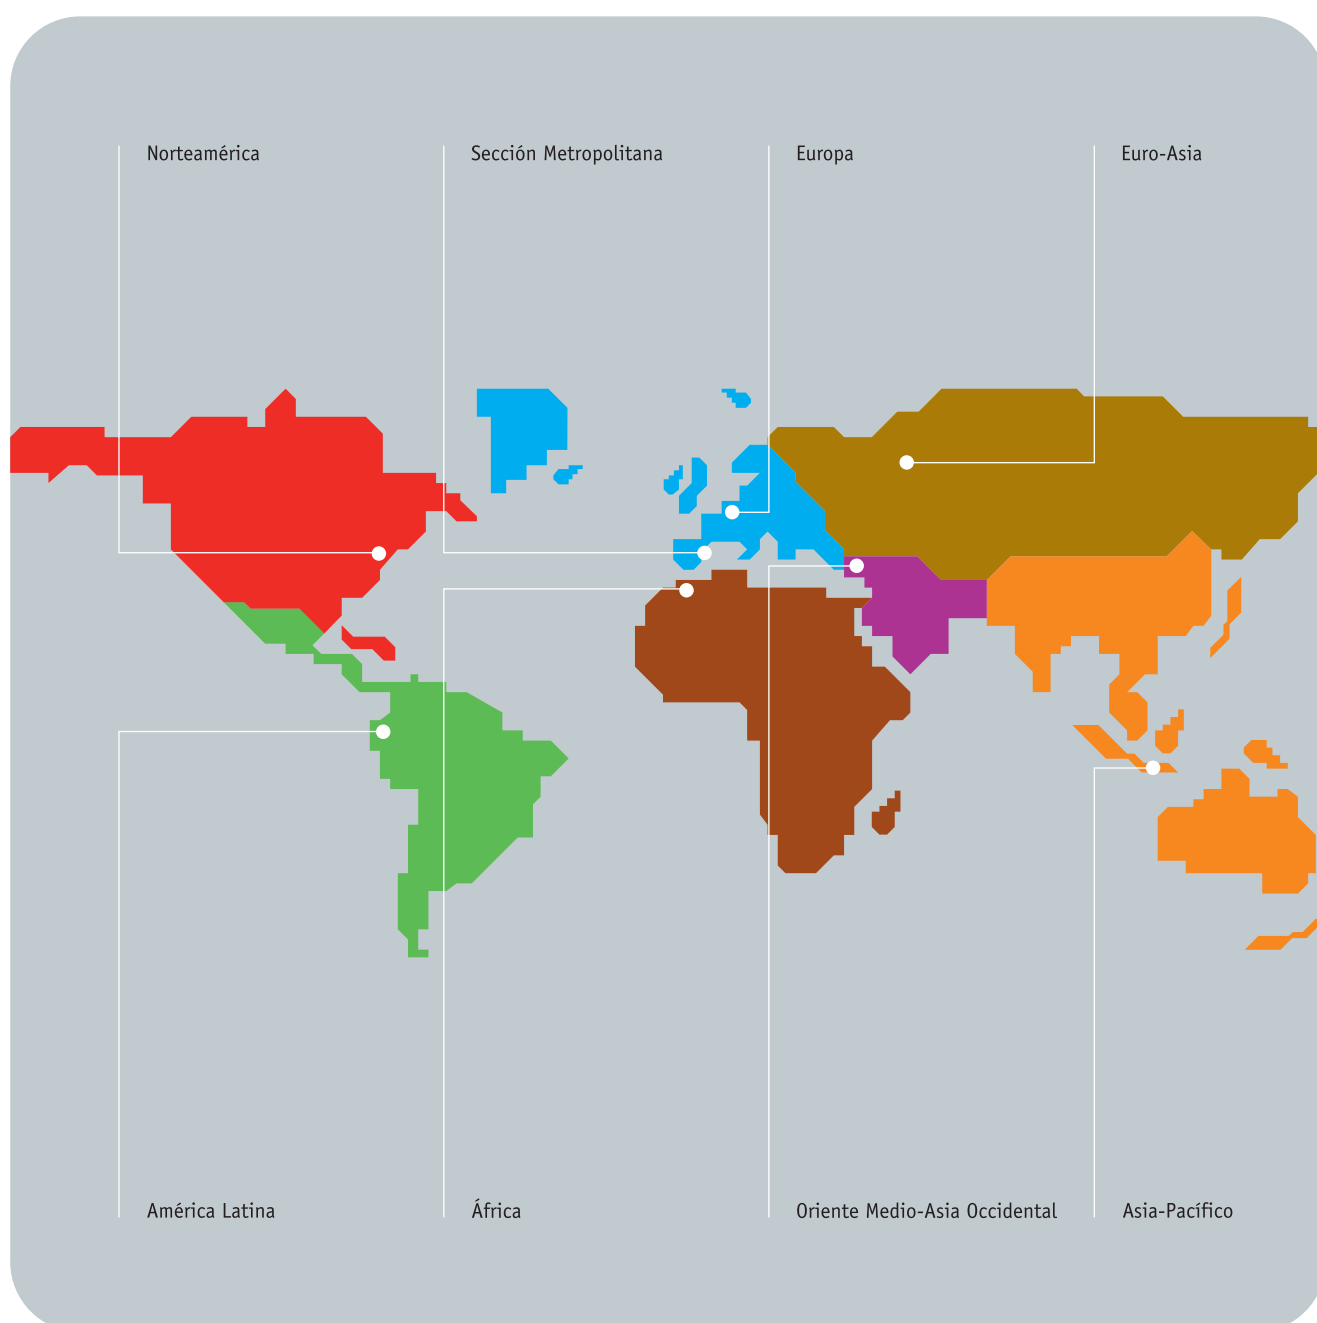 Norteamérica
Sección Metropolitana
Europa
Euro-Asia
América Latina
África
Oriente Medio-Asia Occidental
Asia-Pacífico